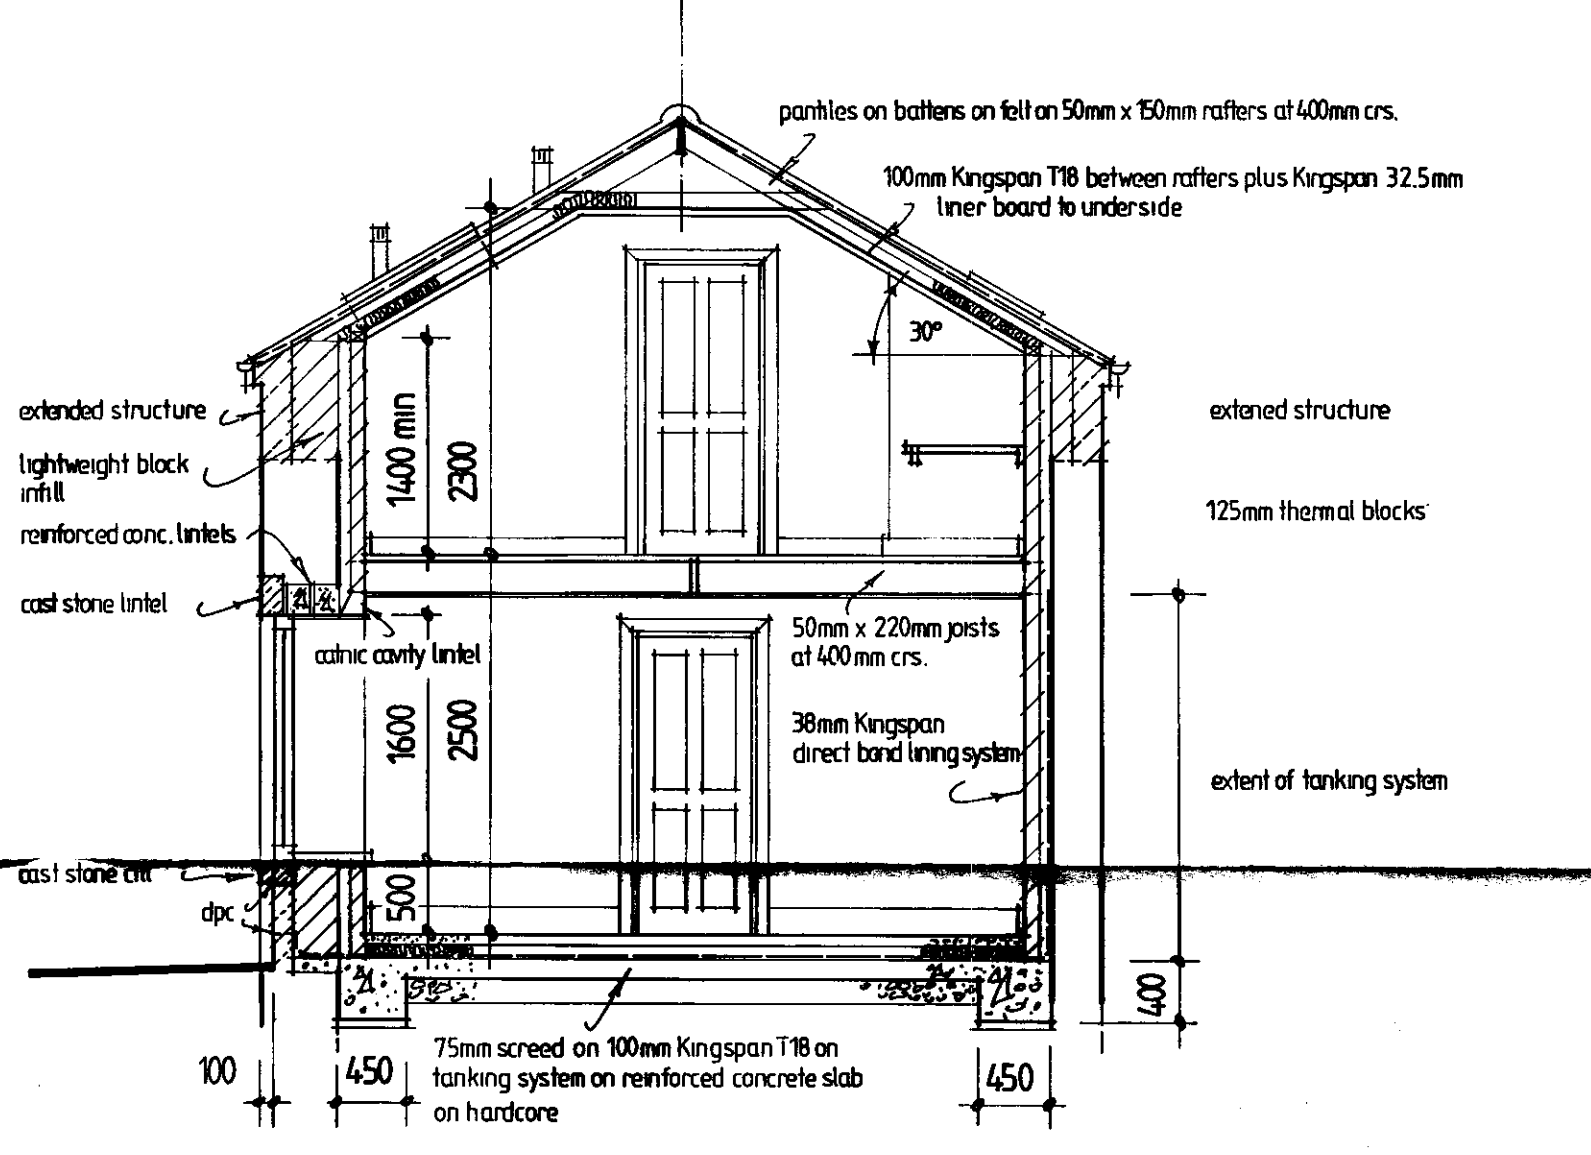 pantiles on battens on felt on 50mm x 150mm rafters at 400mm crs.
100mm Kingspan T18 between rafters plus Kingspan 32.5mm
liner board to underside
30°
extended structure
extened structure
1400 min
2300
lightweight block
infill
125mm thermal blocks
reinforced conc. lintels
cast stone lintel
catnic cavity lintel
50mm x 220mm joists
at 400mm crs.
1600
2500
38mm Kingspan
direct bond lining system
extent of tanking system
cast stone cill
500
dpc
400
75mm screed on 100mm Kingspan T18 on
tanking system on reinforced concrete slab
on hardcore
100
450
450